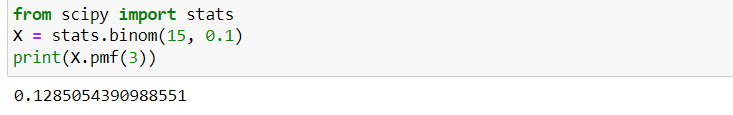 from scipy import stats
X = stats.binom(15, 0.1)
print(X.pmf(3))
0.1285054390988551